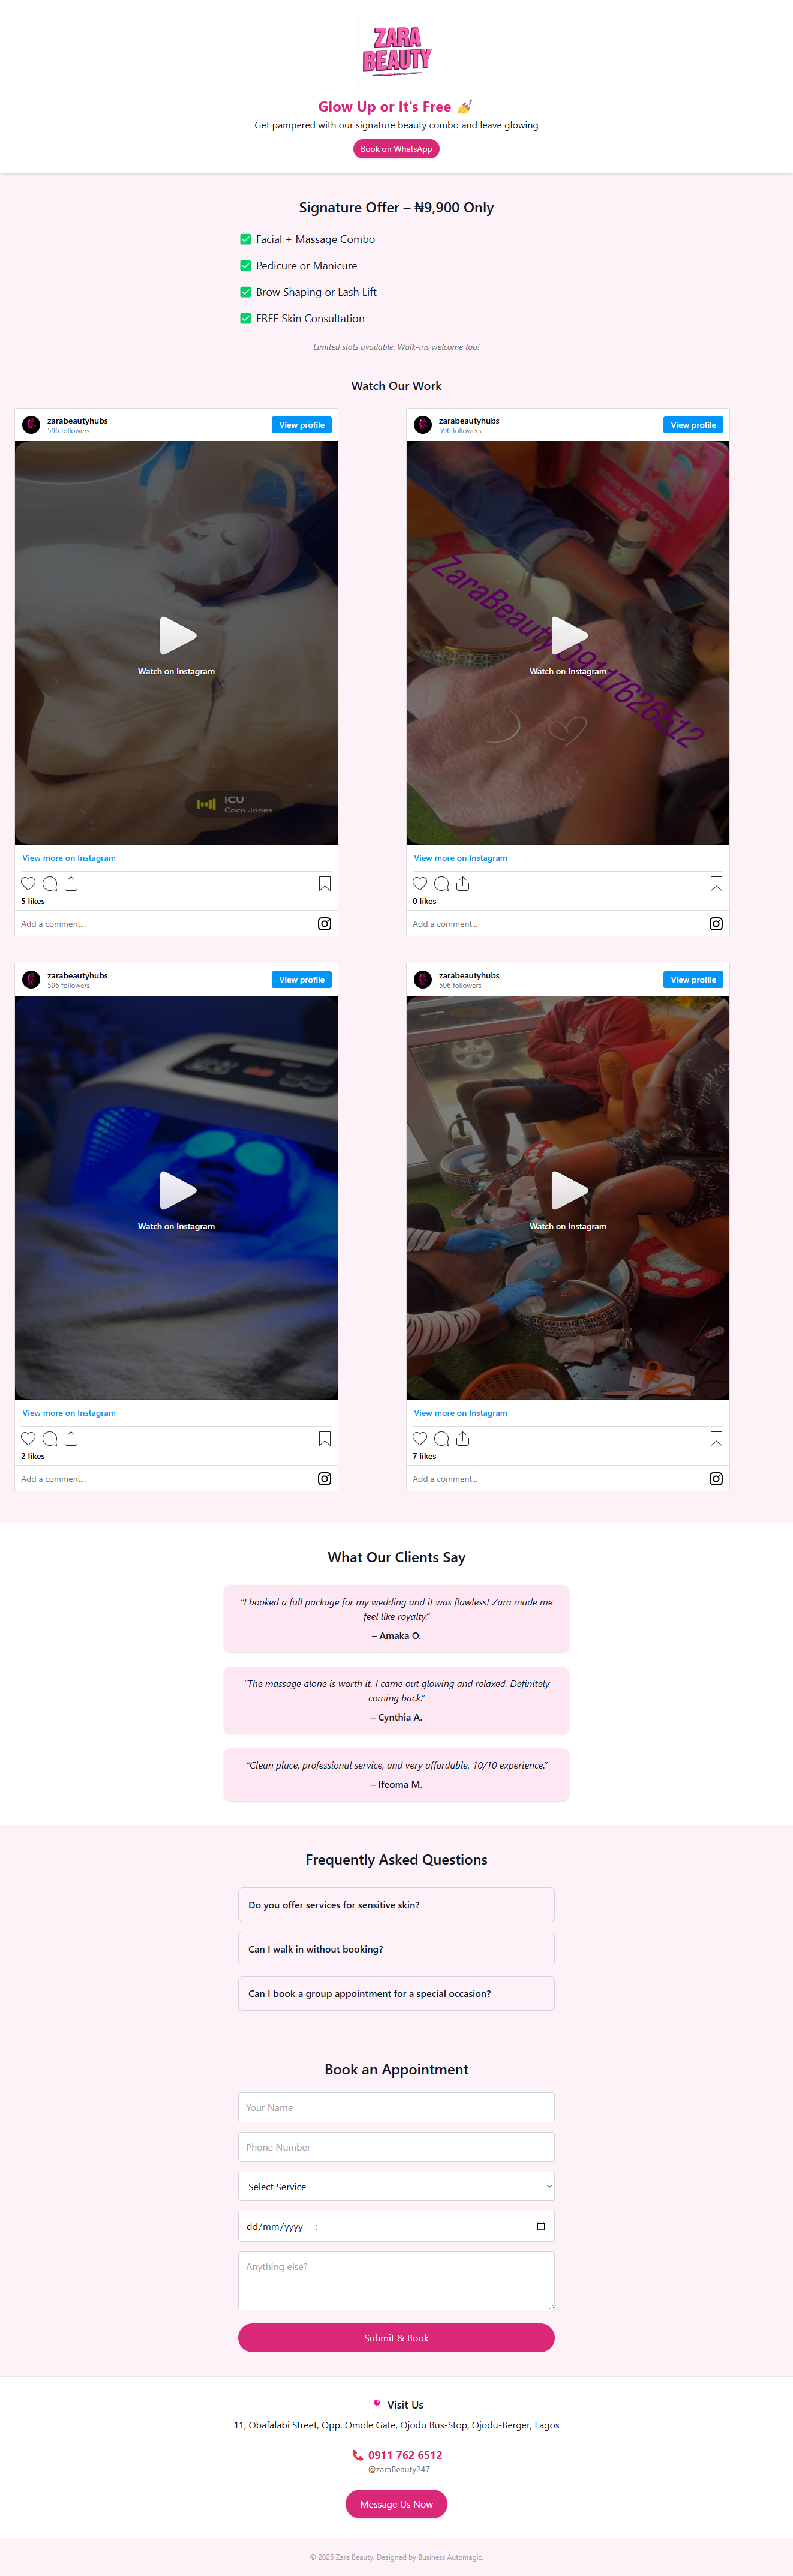 ZARA
BEAUTY
Glow Up or It's Free 💅
Get pampered with our signature beauty combo and leave glowing
Book on WhatsApp
Signature Offer – ₦9,900 Only
✅ Facial + Massage Combo
✅ Pedicure or Manicure
✅ Brow Shaping or Lash Lift
✅ FREE Skin Consultation
Limited slots available. Walk-ins welcome too!
Watch Our Work
zarabeautyhubs
596 followers
View profile
Watch on Instagram
ICU
Coco Jones
View more on Instagram
5 likes
Add a comment...
zarabeautyhubs
596 followers
View profile
When skin GLOWS
energy
ZaraBeauty 09117626512
Watch on Instagram
View more on Instagram
0 likes
Add a comment...
zarabeautyhubs
596 followers
View profile
Watch on Instagram
View more on Instagram
2 likes
Add a comment...
zarabeautyhubs
596 followers
View profile
Watch on Instagram
View more on Instagram
7 likes
Add a comment...
What Our Clients Say
"I booked a full package for my wedding and it was flawless! Zara made me
feel like royalty."
– Amaka O.
"The massage alone is worth it. I came out glowing and relaxed. Definitely
coming back."
– Cynthia A.
"Clean place, professional service, and very affordable. 10/10 experience."
– Ifeoma M.
Frequently Asked Questions
Do you offer services for sensitive skin?
Can I walk in without booking?
Can I book a group appointment for a special occasion?
Book an Appointment
Your Name
Phone Number
Select Service
dd/mm/yyyy --:--
Anything else?
Submit & Book
📍 Visit Us
11, Obafalabi Street, Opp. Omole Gate, Ojodu Bus-Stop, Ojodu-Berger, Lagos
📞 0911 762 6512
@zaraBeauty247
Message Us Now
© 2025 Zara Beauty. Designed by Business Automagic.